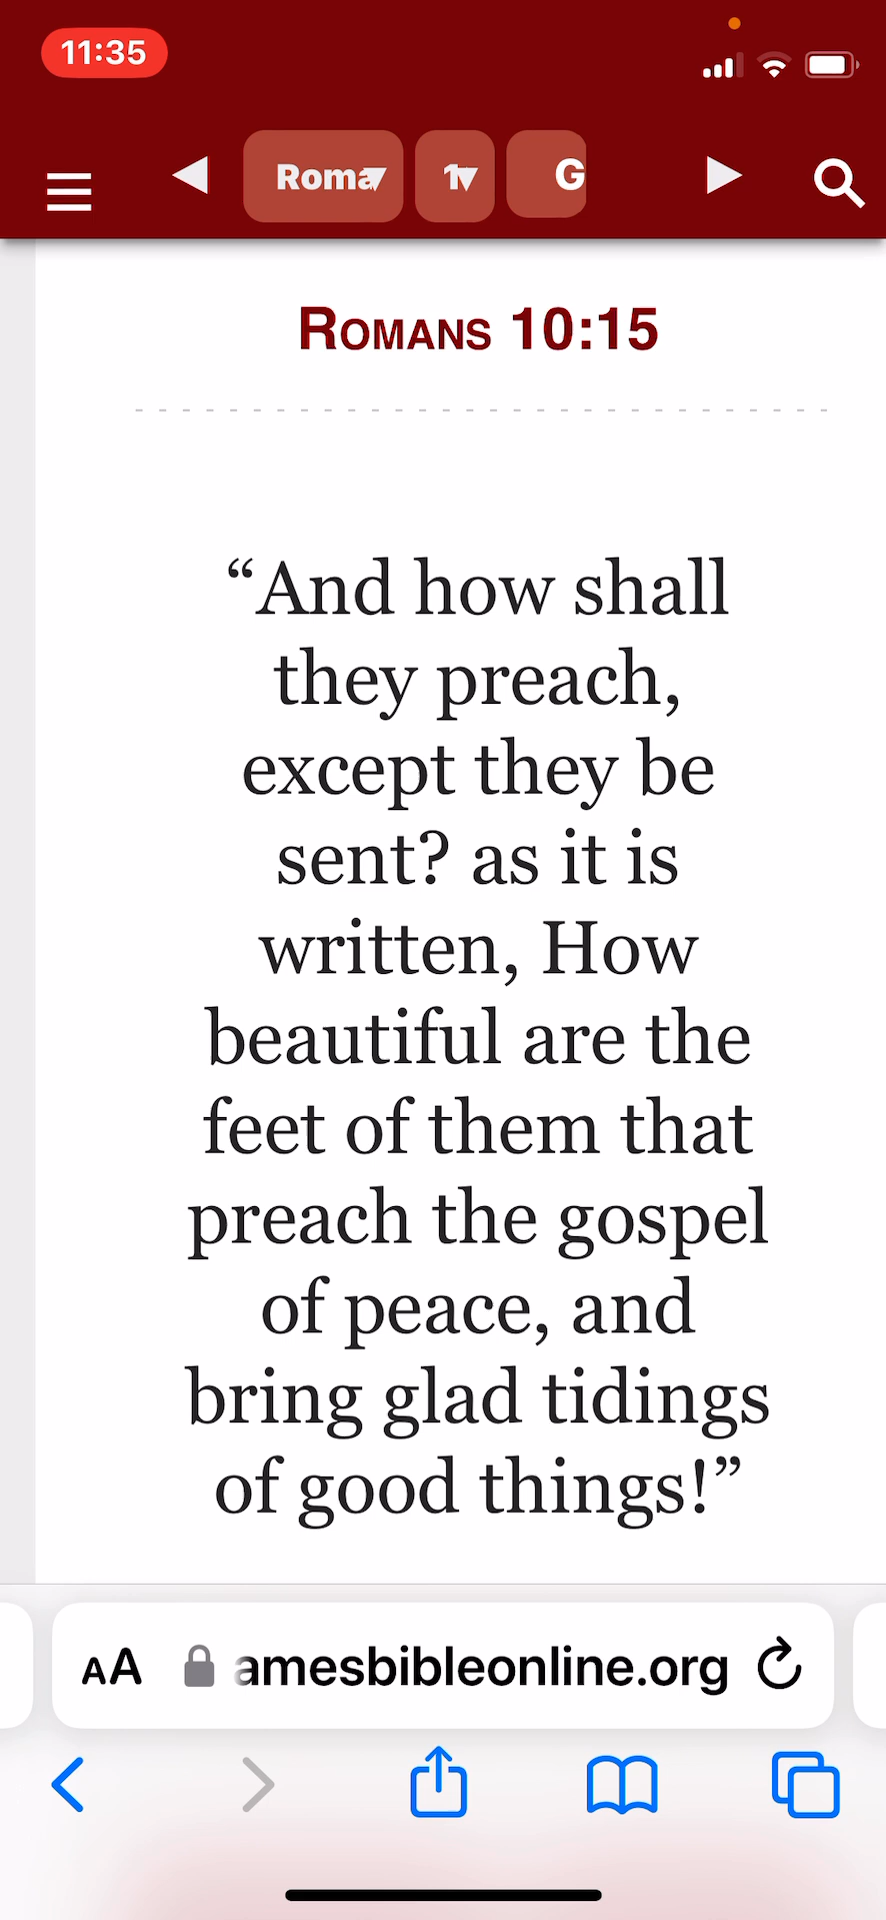 11:35
Roma 1 G
ROMANS 10:15
“And how shall
they preach,
except they be
sent? as it is
written, How
beautiful are the
feet of them that
preach the gospel
of peace, and
bring glad tidings
of good things!”
AA amesbibleonline.org